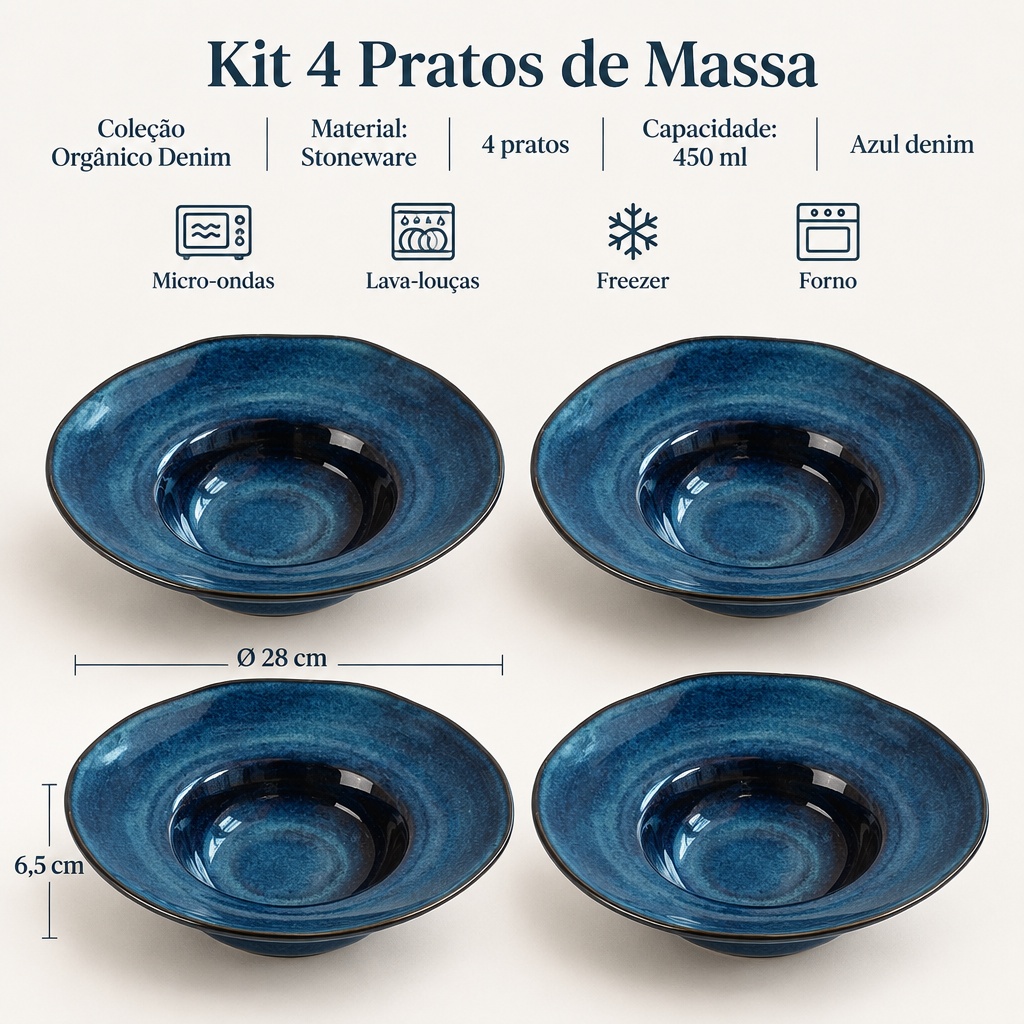 Kit 4 Pratos de Massa
Coleção
Orgânico Denim
Material:
Stoneware
4 pratos
Capacidade:
450 ml
Azul denim
Micro-ondas
Lava-louças
Freezer
Forno
Ø 28 cm
6,5 cm